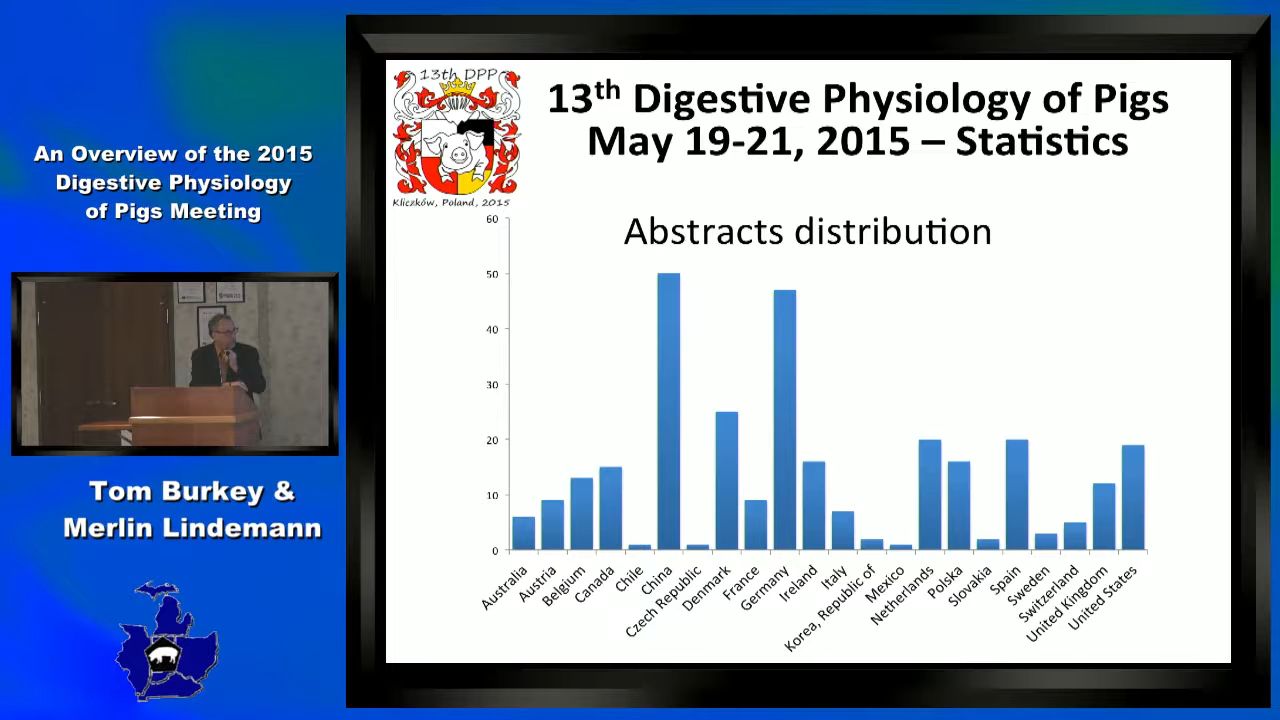 An Overview of the 2015
Digestive Physiology
of Pigs Meeting
Tom Burkey &
Merlin Lindemann
13th DPP
Kliczków, Poland, 2015
13th Digestive Physiology of Pigs
May 19-21, 2015 – Statistics
Abstracts distribution
60
50
40
30
20
10
0
Australia
Austria
Belgium
Canada
Chile
China
Czech Republic
Denmark
France
Germany
Ireland
Italy
Korea, Republic of
Mexico
Netherlands
Polska
Slovakia
Spain
Sweden
Switzerland
United Kingdom
United States